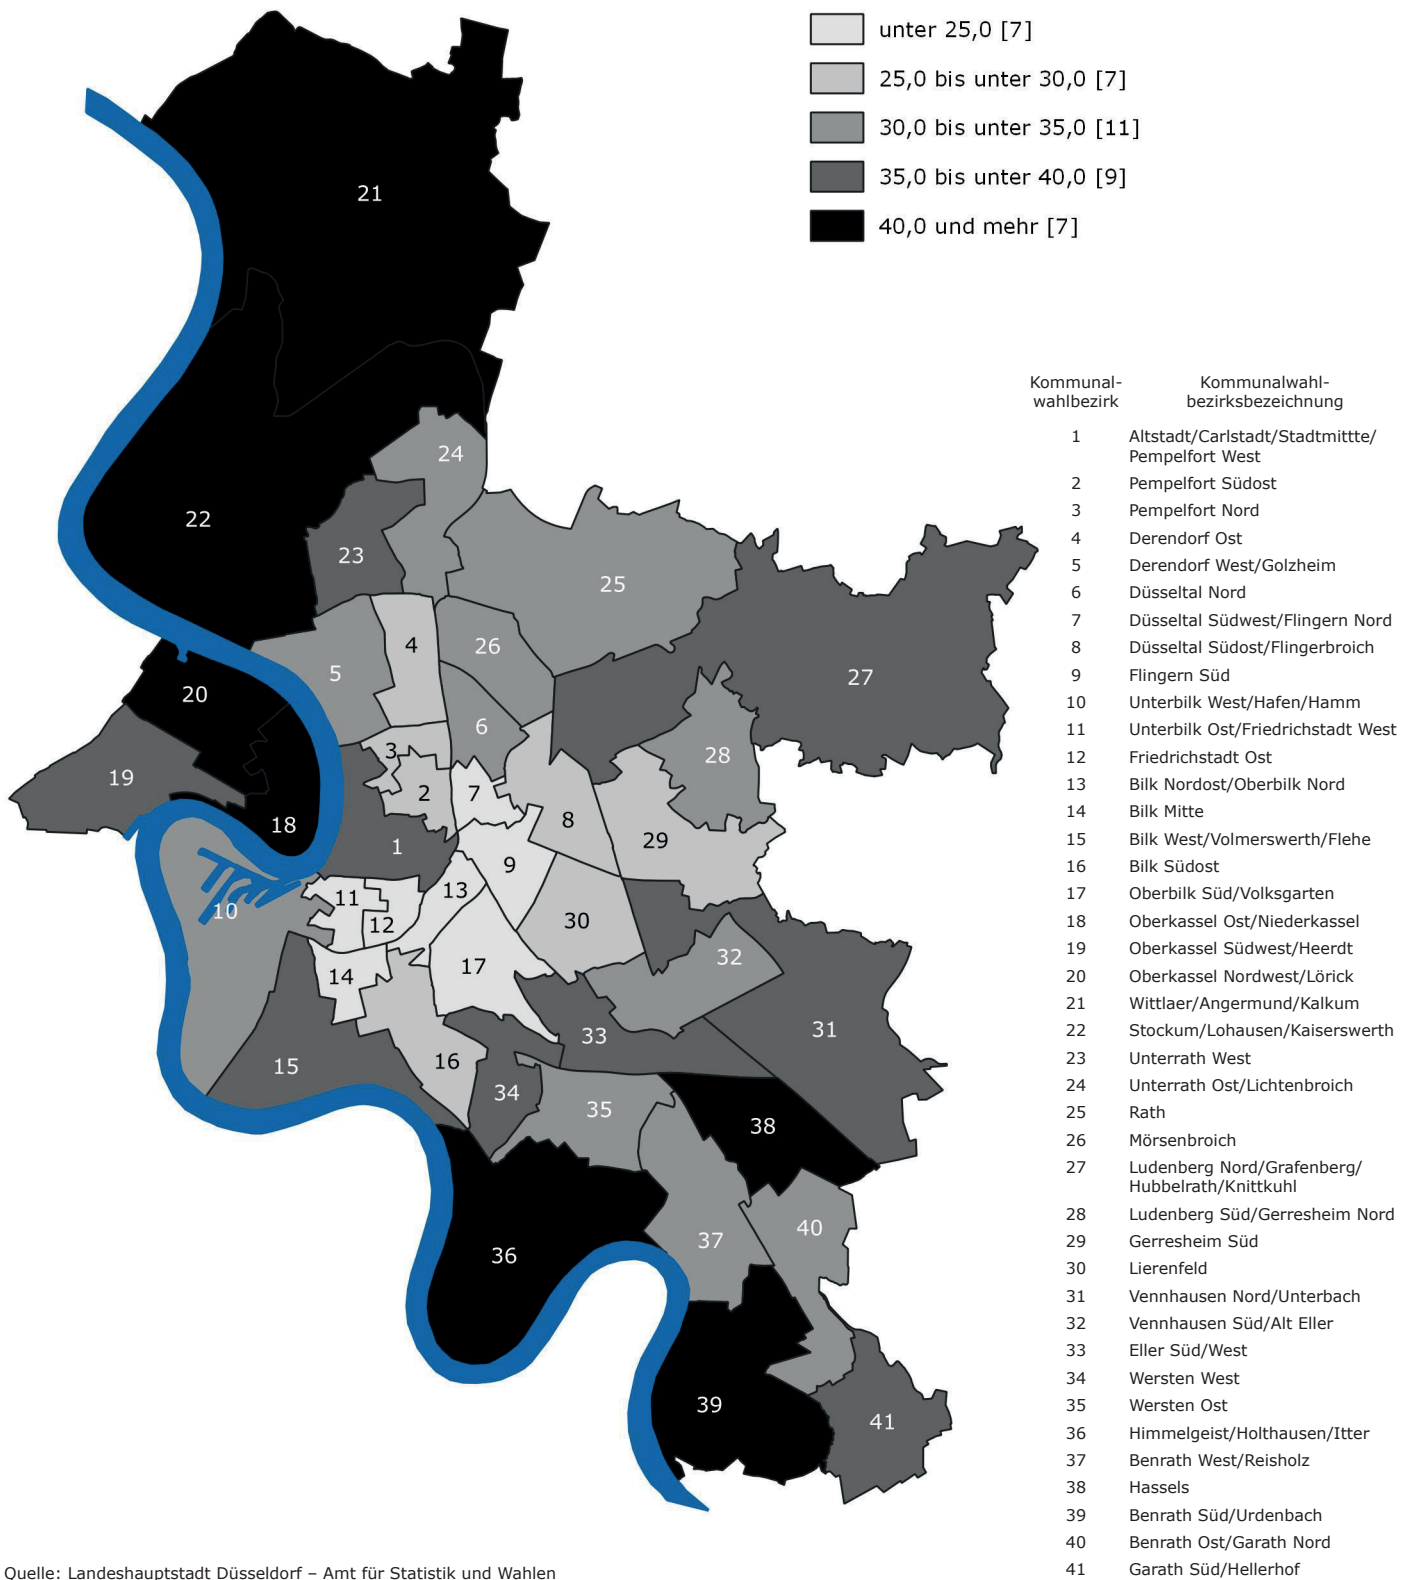 unter 25,0 [7]
25,0 bis unter 30,0 [7]
30,0 bis unter 35,0 [11]
35,0 bis unter 40,0 [9]
40,0 und mehr [7]
21
24
22
23
25
4
26
5
27
20
6
28
3
19
2
7
8
18
1
29
9
13
11
10
12
30
32
17
14
33
31
16
15
34
35
38
40
37
36
39
41
Kommunal-
wahlbezirk
Kommunalwahl-
bezirksbezeichnung
1 Altstadt/Carlstadt/Stadtmittte/
Pempelfort West
2 Pempelfort Südost
3 Pempelfort Nord
4 Derendorf Ost
5 Derendorf West/Golzheim
6 Düsseltal Nord
7 Düsseltal Südwest/Flingern Nord
8 Düsseltal Südost/Flingerbroich
9 Flingern Süd
10 Unterbilk West/Hafen/Hamm
11 Unterbilk Ost/Friedrichstadt West
12 Friedrichstadt Ost
13 Bilk Nordost/Oberbilk Nord
14 Bilk Mitte
15 Bilk West/Volmerswerth/Flehe
16 Bilk Südost
17 Oberbilk Süd/Volksgarten
18 Oberkassel Ost/Niederkassel
19 Oberkassel Südwest/Heerdt
20 Oberkassel Nordwest/Lörick
21 Wittlaer/Angermund/Kalkum
22 Stockum/Lohausen/Kaiserswerth
23 Unterrath West
24 Unterrath Ost/Lichtenbroich
25 Rath
26 Mörsenbroich
27 Ludenberg Nord/Grafenberg/
Hubbelrath/Knittkuhl
28 Ludenberg Süd/Gerresheim Nord
29 Gerresheim Süd
30 Lierenfeld
31 Vennhausen Nord/Unterbach
32 Vennhausen Süd/Alt Eller
33 Eller Süd/West
34 Wersten West
35 Wersten Ost
36 Himmelgeist/Holthausen/Itter
37 Benrath West/Reisholz
38 Hassels
39 Benrath Süd/Urdenbach
40 Benrath Ost/Garath Nord
41 Garath Süd/Hellerhof
Quelle: Landeshauptstadt Düsseldorf – Amt für Statistik und Wahlen